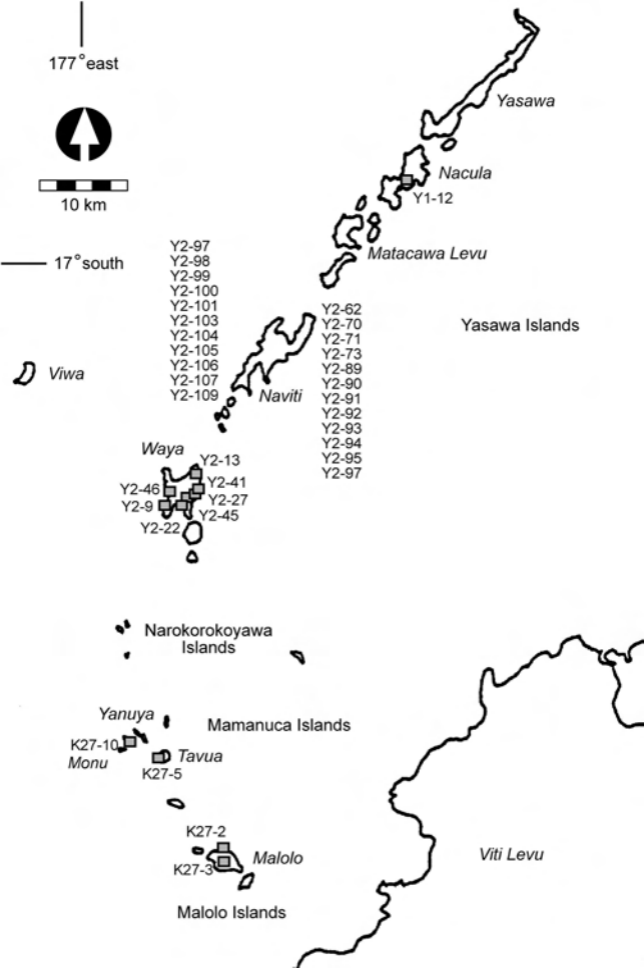 177°east
Yasawa
Nacula
Y1-12
10 km
Matacawa Levu
17°south
Y2-97
Y2-98
Y2-99
Y2-100
Y2-101
Y2-103
Y2-104
Y2-105
Y2-106
Y2-107
Y2-109
Y2-62
Y2-70
Y2-71
Y2-73
Y2-89
Y2-90
Y2-91
Y2-92
Y2-93
Y2-94
Y2-95
Y2-97
Yasawa Islands
Viwa
Naviti
Waya
Y2-13
Y2-46
Y2-41
Y2-9
Y2-27
Y2-45
Y2-22
Narokorokoyawa
Islands
Yanuya
Mamanuca Islands
K27-10
Monu
Tavua
K27-5
K27-2
K27-3
Malolo
Viti Levu
Malolo Islands